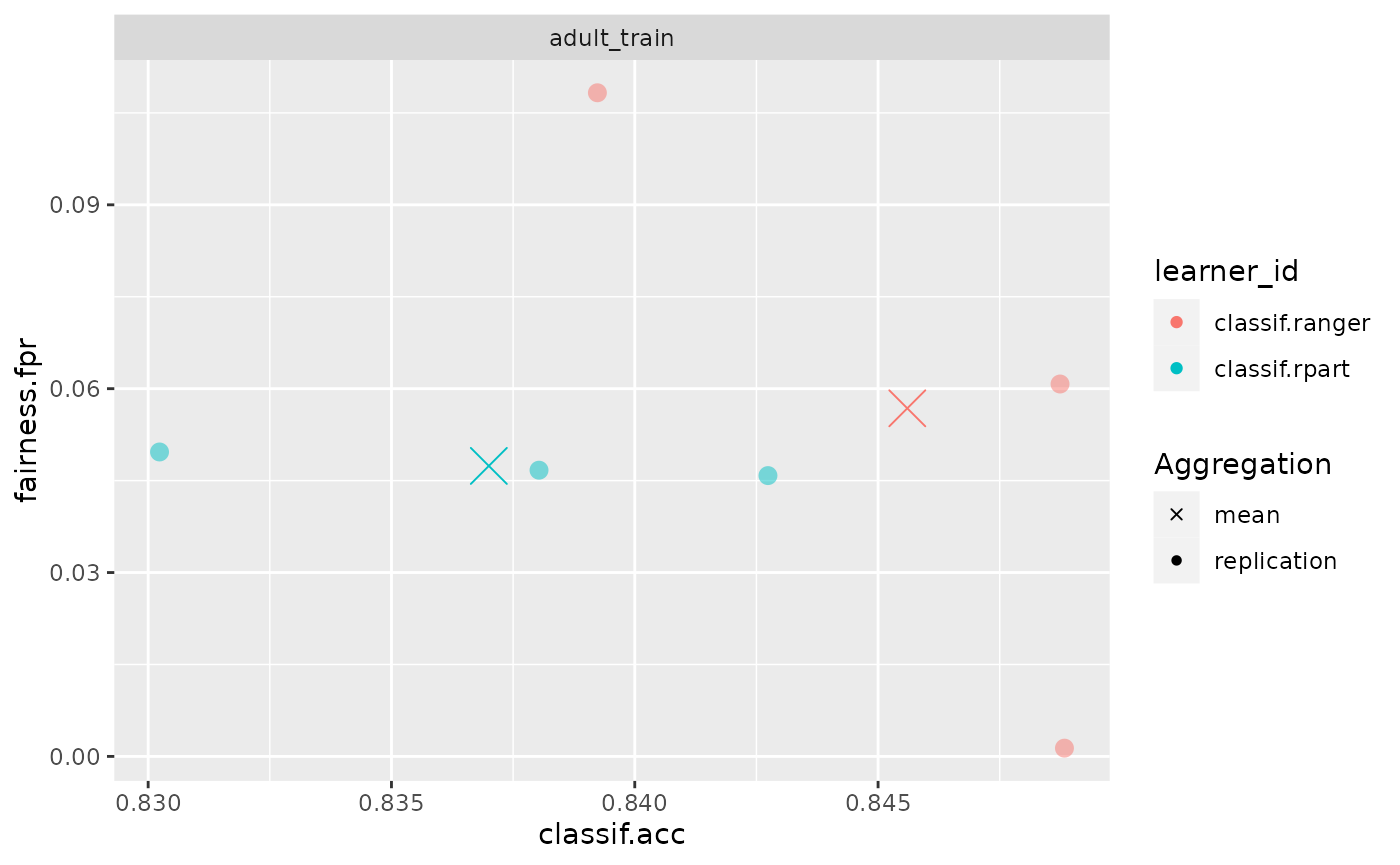 adult_train
fairness.fpr
0.09
0.06
0.03
0.00
0.830
0.835
0.840
0.845
classif.acc
learner_id
classif.ranger
classif.rpart
Aggregation
mean
replication